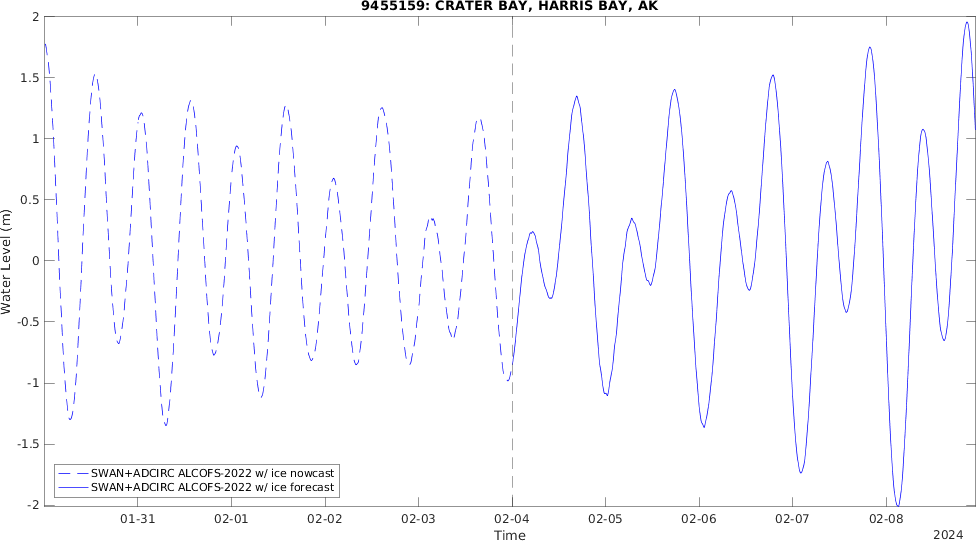 9455159: CRATER BAY, HARRIS BAY, AK
2
1.5
1
0.5
0
-0.5
-1
-1.5
-2
Water Level (m)
SWAN+ADCIRC ALCOFS-2022 w/ ice nowcast
SWAN+ADCIRC ALCOFS-2022 w/ ice forecast
01-31 02-01 02-02 02-03 02-04 02-05 02-06 02-07 02-08
Time
2024